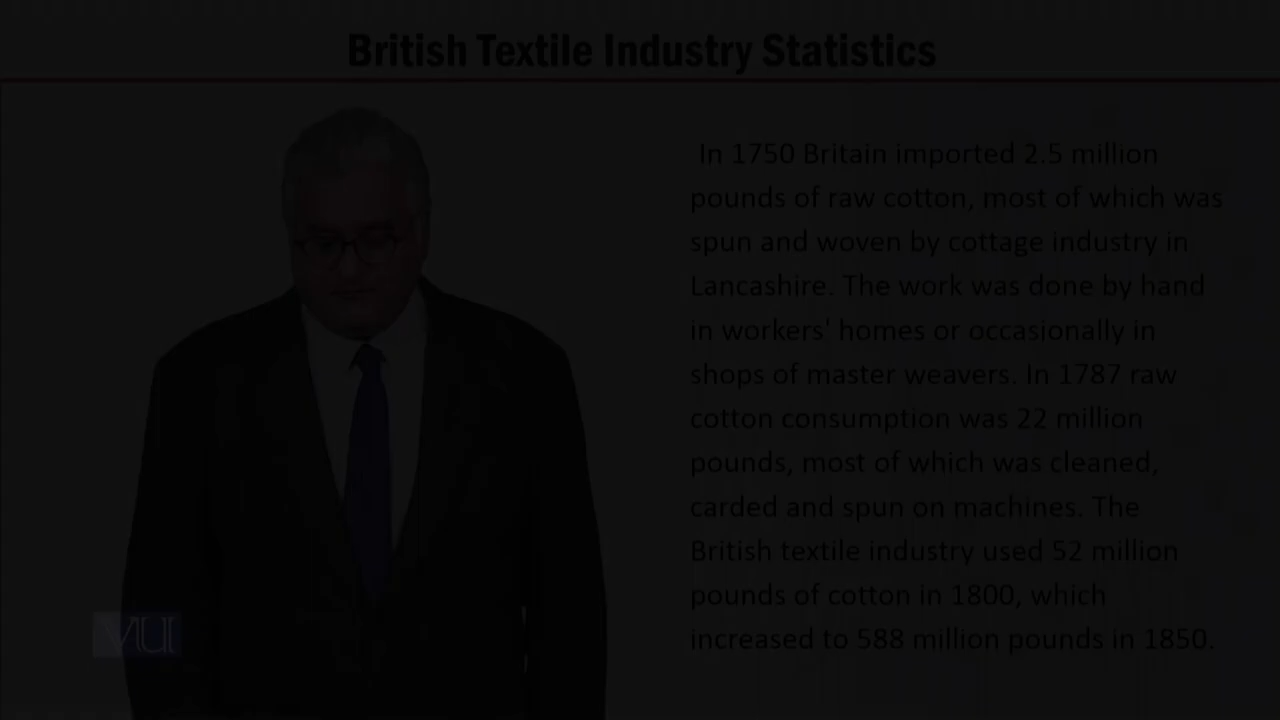 British Textile Industry Statistics
In 1750 Britain imported 2.5 million
pounds of raw cotton, most of which was
spun and woven by cottage industry in
Lancashire. The work was done by hand
in workers' homes or occasionally in
shops of master weavers. In 1787 raw
cotton consumption was 22 million
pounds, most of which was cleaned,
carded and spun on machines. The
British textile industry used 52 million
pounds of cotton in 1800, which
increased to 588 million pounds in 1850.
VU